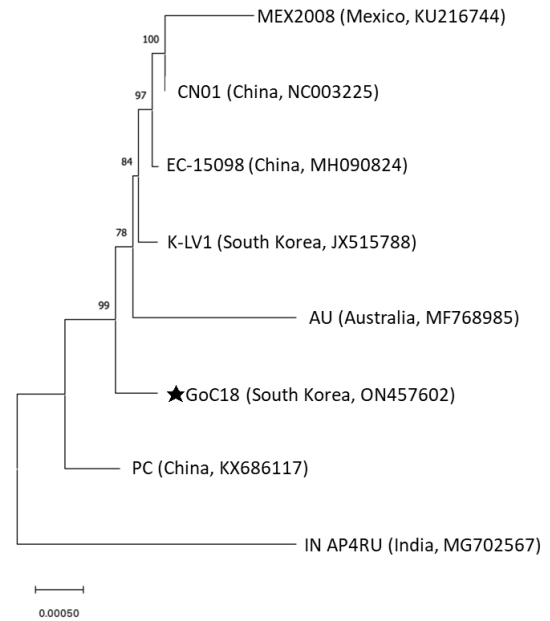 MEX2008 (Mexico, KU216744)
100
CN01 (China, NC003225)
97
EC-15098 (China, MH090824)
84
K-LV1 (South Korea, JX515788)
78
99
AU (Australia, MF768985)
★GoC18 (South Korea, ON457602)
PC (China, KX686117)
IN AP4RU (India, MG702567)
0.00050